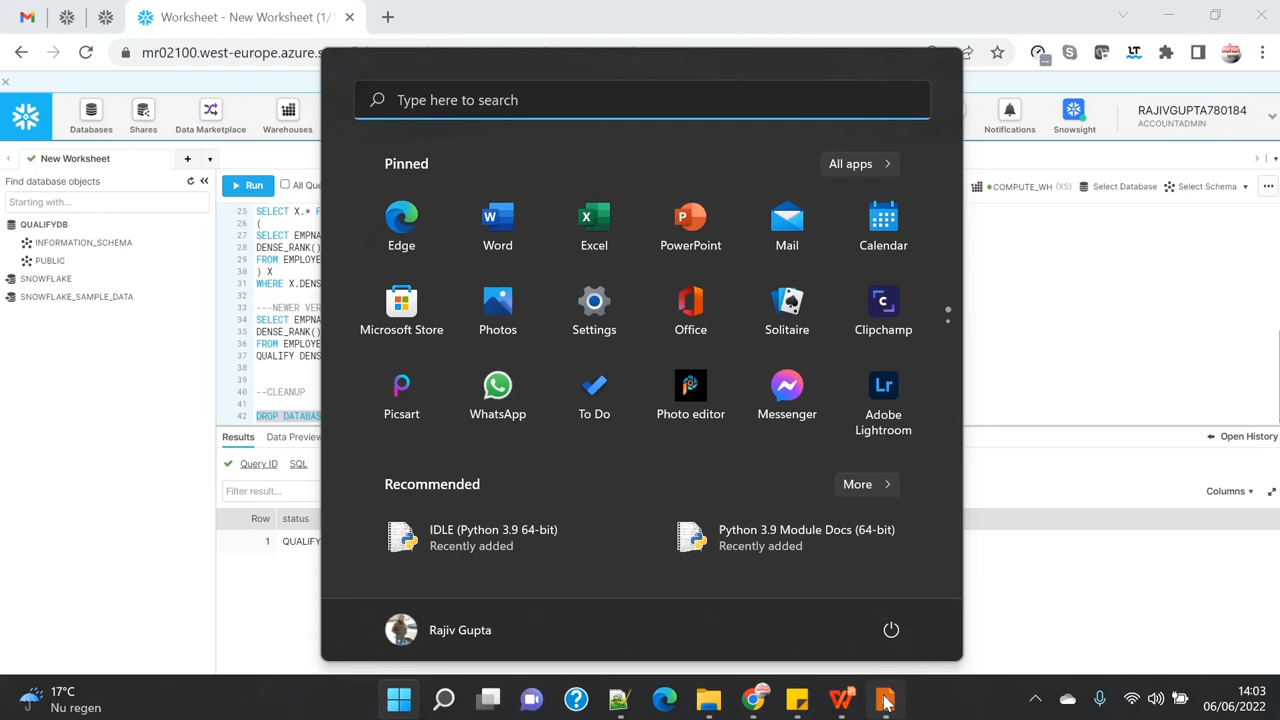 Worksheet - New Worksheet (1/
mr02100.west-europe.azure.s
Type here to search
Databases
Shares
Data Marketplace
Warehouses
Notifications
Snowsight
RAJIVGUPTA780184
ACCOUNTADMIN
New Worksheet
Find database objects
Starting with...
QUALIFYDB
INFORMATION_SCHEMA
PUBLIC
SNOWFLAKE
SNOWFLAKE_SAMPLE_DATA
Run
All Qu
COMPUTE_WH (XS)
Select Database
Select Schema
25 SELECT X.* F
26 (
27 SELECT EMPNA
28 DENSE_RANK()
29 FROM EMPLOYE
30 ) X
31 WHERE X.DENS
32
33 ---NEWER VER
34 SELECT EMPNA
35 DENSE_RANK()
36 FROM EMPLOYE
37 QUALIFY DENS
38
39
40 --CLEANUP
41
42 DROP DATABAS
Results
Data Preview
Open History
Query ID
SQL
Filter result...
Columns
Row
status
1
QUALIFY
Pinned
All apps
Edge
Word
Excel
PowerPoint
Mail
Calendar
Microsoft Store
Photos
Settings
Office
Solitaire
Clipchamp
Picsart
WhatsApp
To Do
Photo editor
Messenger
Adobe
Lightroom
Recommended
More
IDLE (Python 3.9 64-bit)
Recently added
Python 3.9 Module Docs (64-bit)
Recently added
Rajiv Gupta
17°C
Nu regen
14:03
06/06/2022